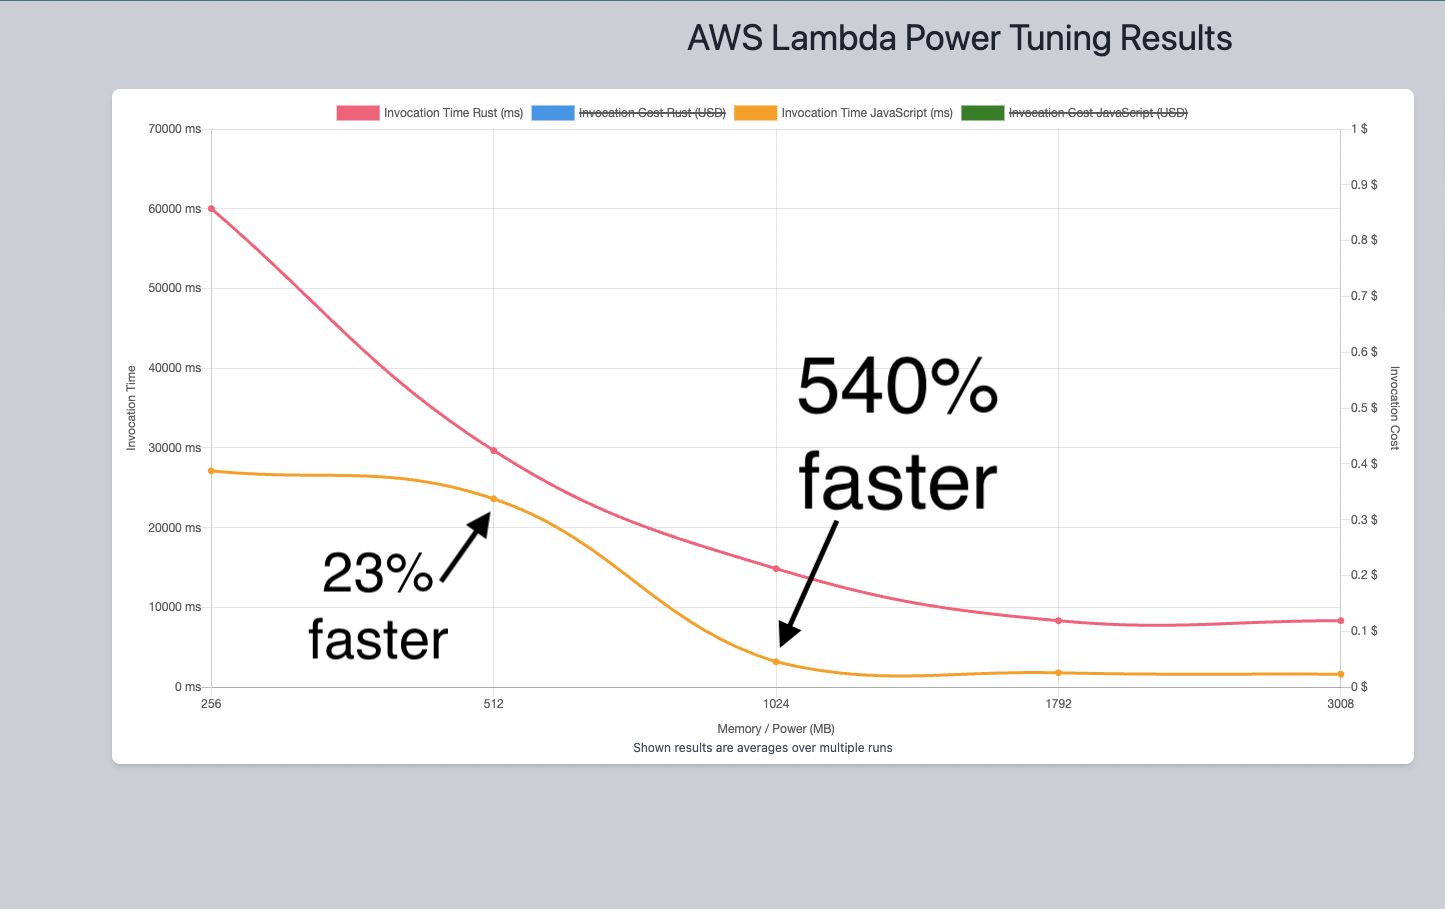 AWS Lambda Power Tuning Results
Invocation Time Rust (ms) Invocation Cost Rust (USD) Invocation Time JavaScript (ms) Invocation Cost JavaScript (USD)
70000 ms
60000 ms
50000 ms
40000 ms
30000 ms
20000 ms
10000 ms
0 ms
Invocation Time
540%
faster
23%
faster
1 $
0.9 $
0.8 $
0.7 $
0.6 $
0.5 $
0.4 $
0.3 $
0.2 $
0.1 $
0 $
Invocation Cost
256 512 1024 1792 3008
Memory / Power (MB)
Shown results are averages over multiple runs